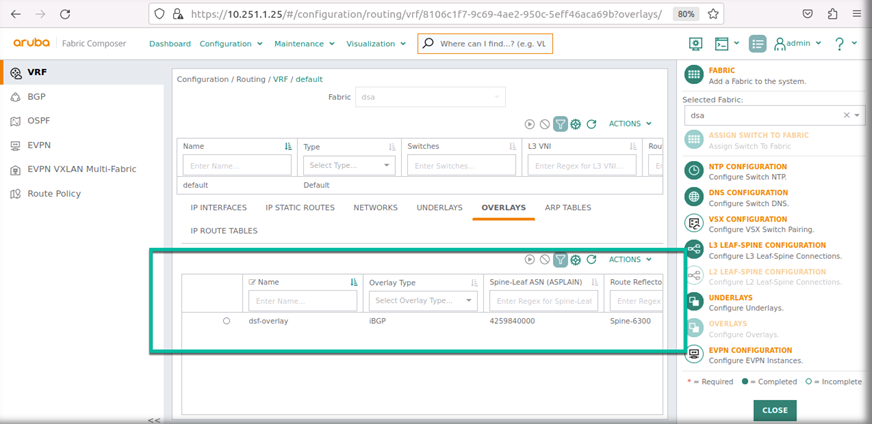 https://10.251.1.25/#/configuration/routing/vrf/8106c1f7-9c69-4ae2-950c-5eff46aca69b?overlays/ 80%
aruba Fabric Composer Dashboard Configuration Maintenance Visualization Where can I find...? (e.g. VL admin ?
VRF
BGP
OSPF
EVPN
EVPN VXLAN Multi-Fabric
Route Policy
<<
Configuration / Routing / VRF / default
Fabric dsa
ACTIONS
Name Type Switches L3 VNI Rou
Enter Name... Select Type... Enter Switches... Enter Regex for L3 VNI... Ente
default Default
IP INTERFACES IP STATIC ROUTES NETWORKS UNDERLAYS OVERLAYS ARP TABLES
IP ROUTE TABLES
ACTIONS
Name Overlay Type Spine-Leaf ASN (ASPLAIN) Route Reflecto
Enter Name... Select Overlay Type... Enter Regex for Spine-Leaf Enter Regex
dsf-overlay iBGP 4259840000 Spine-6300
FABRIC
Add a Fabric to the system.
Selected Fabric:
dsa
ASSIGN SWITCH TO FABRIC
Assign Switch To Fabric
NTP CONFIGURATION
Configure Switch NTP.
DNS CONFIGURATION
Configure Switch DNS.
VSX CONFIGURATION
Configure VSX Switch Pairing.
L3 LEAF-SPINE CONFIGURATION
Configure L3 Leaf-Spine Connections.
L2 LEAF-SPINE CONFIGURATION
Configure L2 Leaf-Spine Connections.
UNDERLAYS
Configure Underlays.
OVERLAYS
Configure Overlays.
EVPN CONFIGURATION
Configure EVPN Instances.
* = Required = Completed = Incomplete
CLOSE